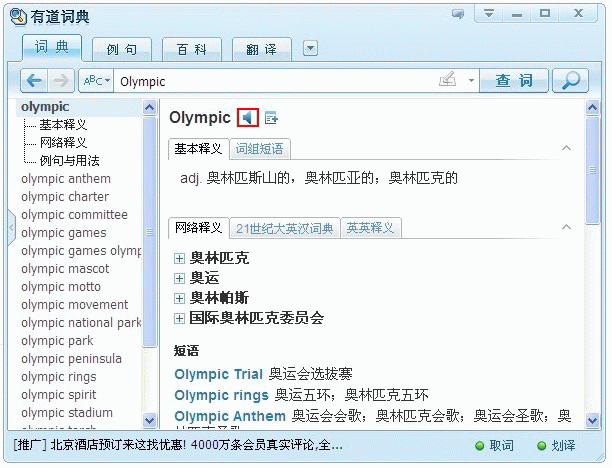 有道词典
词典 例句 百科 翻译
ABC Olympic 查词
olympic
基本释义
网络释义
例句与用法
olympic anthem
olympic charter
olympic committee
olympic games
olympic games olymp
olympic mascot
olympic motto
olympic movement
olympic national park
olympic park
olympic peninsula
olympic rings
olympic spirit
olympic stadium
olympic torch
Olympic
基本释义 词组短语
adj. 奥林匹斯山的，奥林匹亚的；奥林匹克的
网络释义 21世纪大英汉词典 英英释义
奥林匹克
奥运
奥林帕斯
国际奥林匹克委员会
短语
Olympic Trial 奥运会选拔赛
Olympic rings 奥运五环；奥林匹克五环
Olympic Anthem 奥运会会歌；奥林匹克会歌；奥运会圣歌；奥
林匹克圣歌
[推广] 北京酒店预订来这找优惠! 4000万条会员真实评论,全... 取词 划译